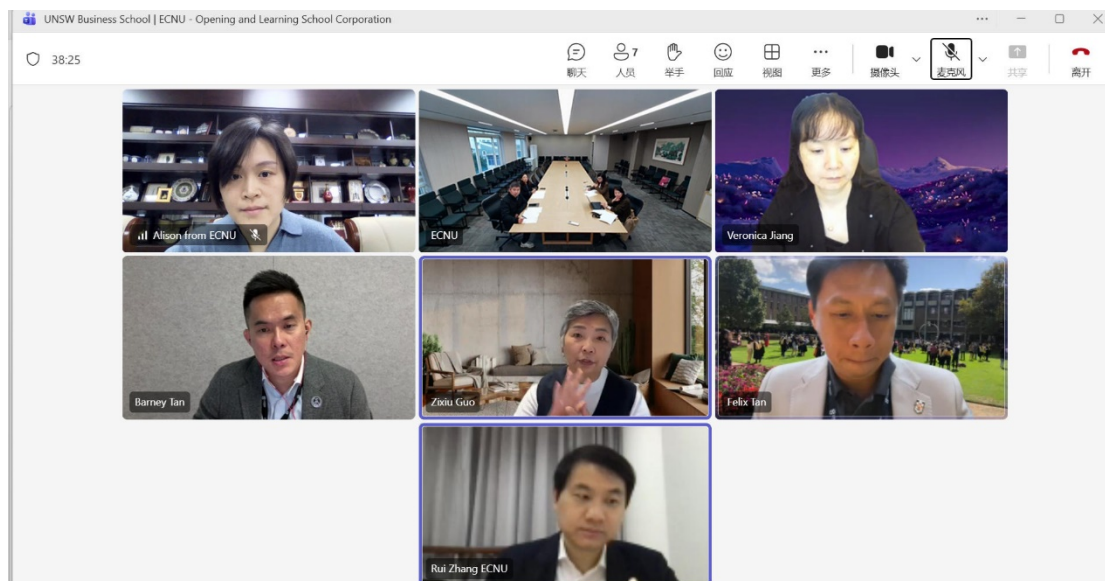 UNSW Business School | ECNU - Opening and Learning School Corporation
38:25
聊天
7
人员
举手
回应
视图
更多
摄像头
麦克风
共享
离开
Alison from ECNU
ECNU
Veronica Jiang
Barney Tan
Zixiu Guo
Felix Tan
Rui Zhang ECNU